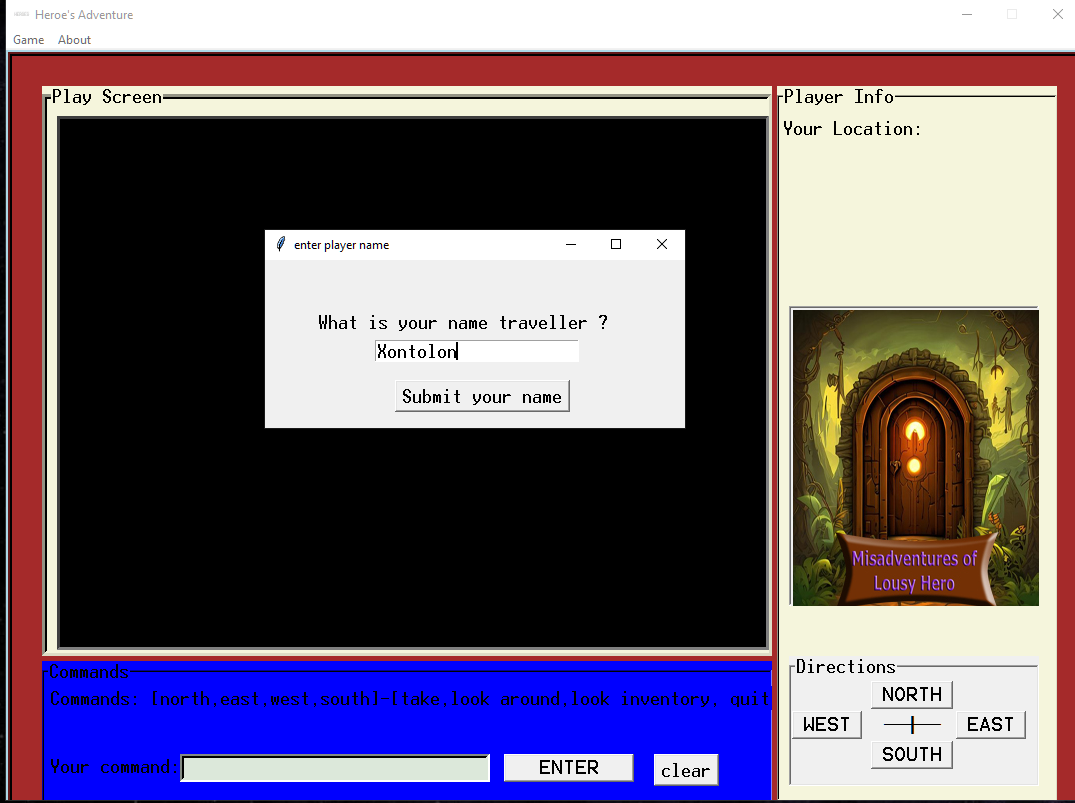 Heroe's Adventure
Game About
Play Screen
enter player name
What is your name traveller ?
Xontolon
Submit your name
Player Info
Your Location:
Misadventures of
Lousy Hero
Commands
Commands: [north,east,west,south]-[take,look around,look inventory, quit
Your command:
ENTER
clear
Directions
NORTH
WEST
EAST
SOUTH